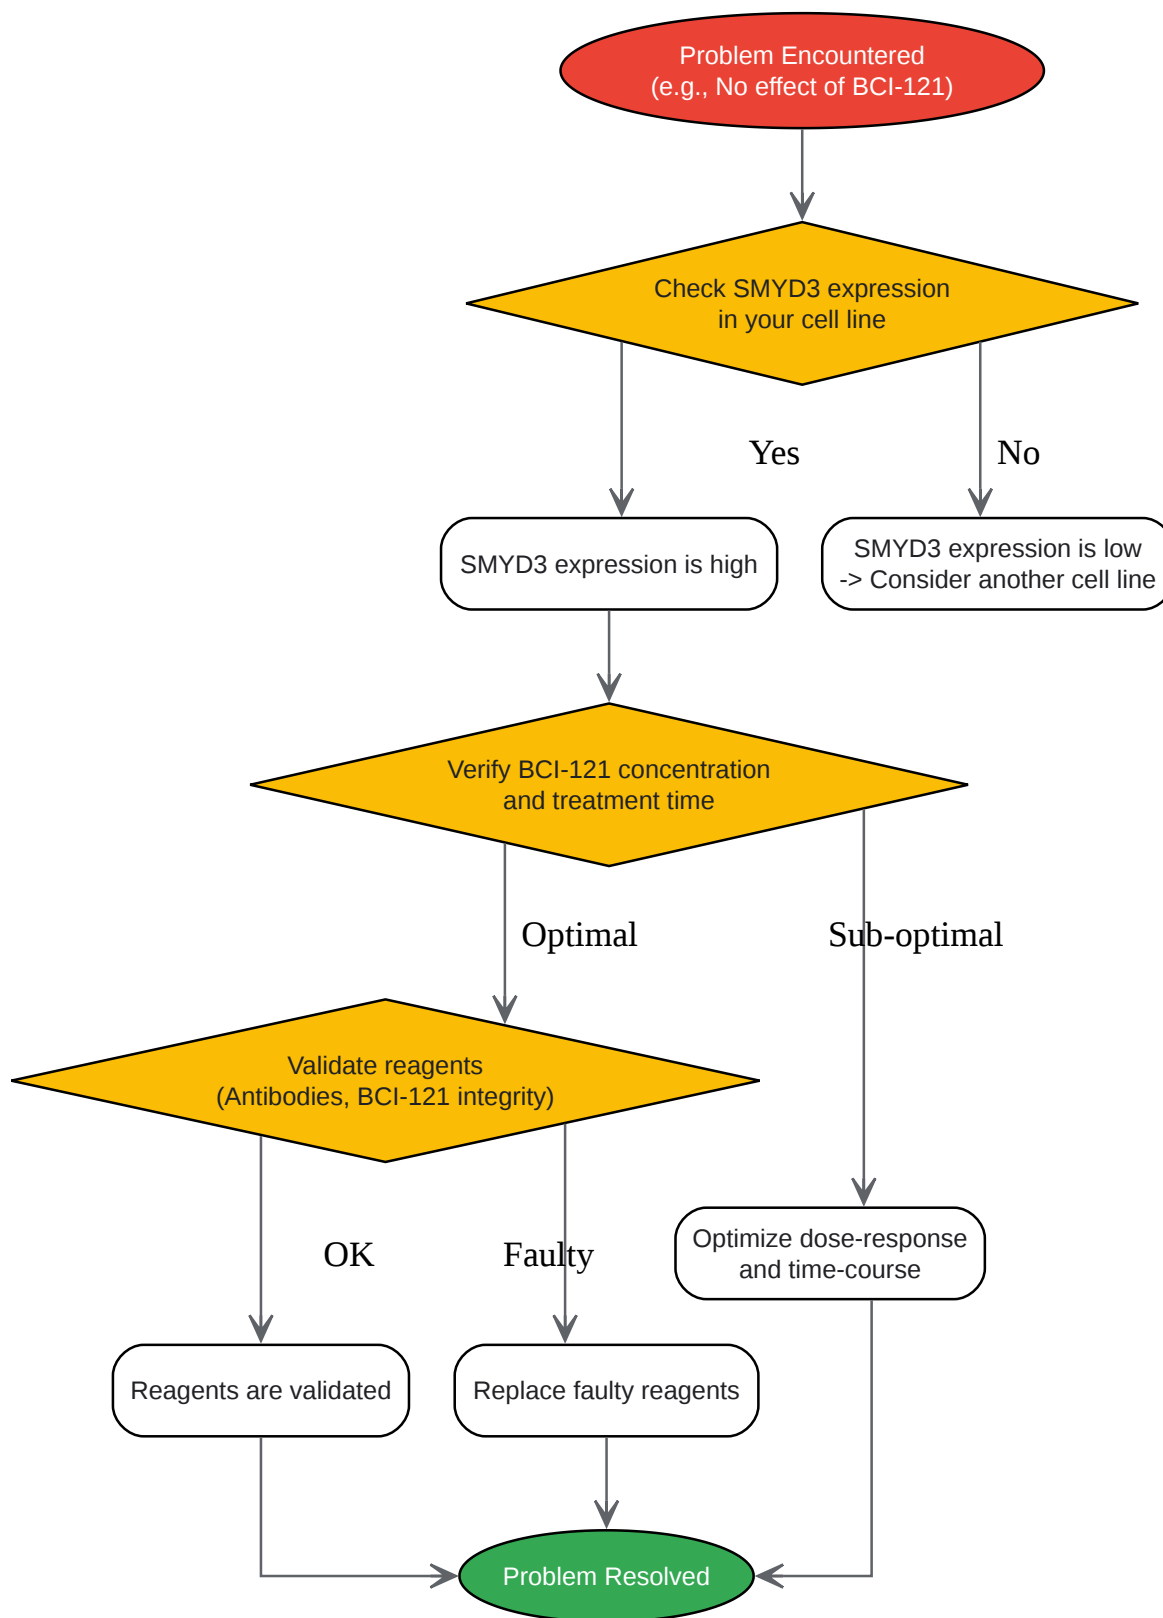 Problem Encountered
(e.g., No effect of BCI-121)
Check SMYD3 expression
in your cell line
Yes
No
SMYD3 expression is high
SMYD3 expression is low
-> Consider another cell line
Verify BCI-121 concentration
and treatment time
Optimal
Sub-optimal
Validate reagents
(Antibodies, BCI-121 integrity)
Optimize dose-response
and time-course
OK
Faulty
Reagents are validated
Replace faulty reagents
Problem Resolved